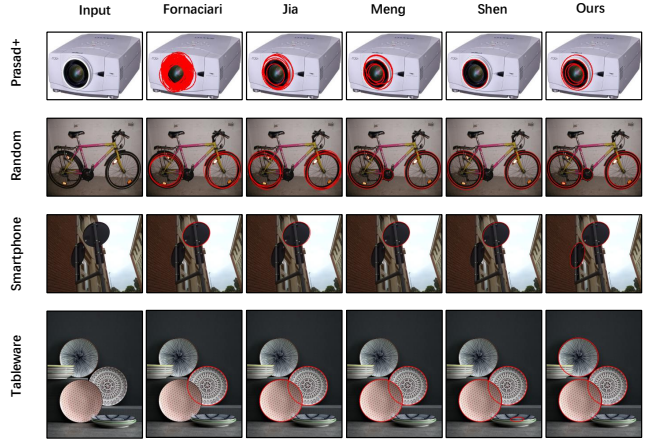 Input Fornaciari Jia Meng Shen Ours
Prasad+
Random
Smartphone
Tableware